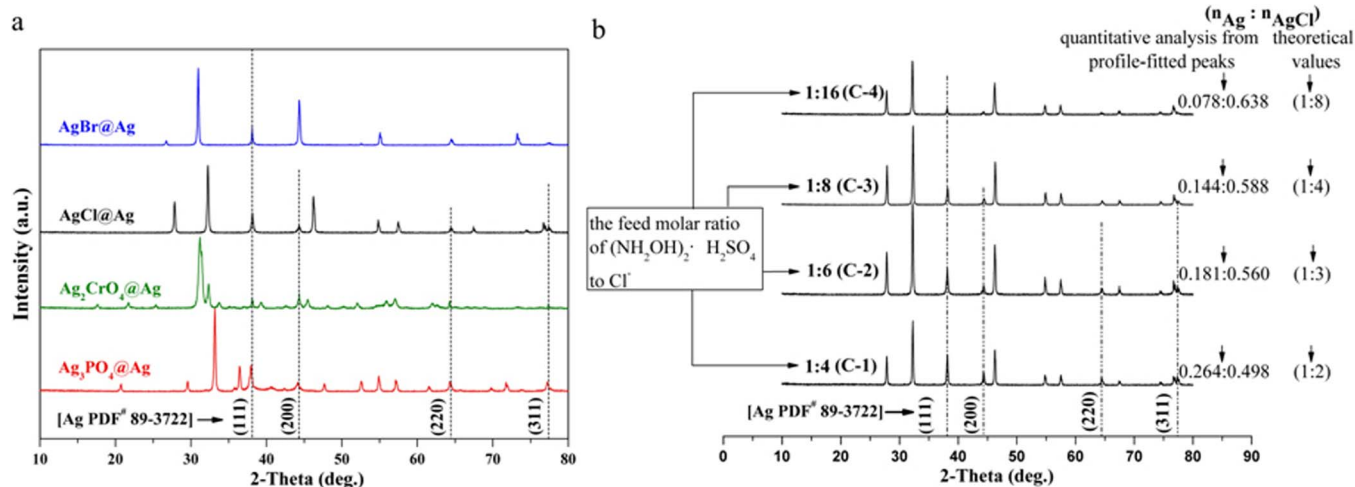 a
Intensity (a.u.)
AgBr@Ag
AgCl@Ag
Ag₂CrO₄@Ag
Ag₃PO₄@Ag
[Ag PDF# 89-3722]
(111)
(200)
(220)
(311)
10 20 30 40 50 60 70 80
2-Theta (deg.)
b
(nAg : nAgCl)
quantitative analysis from theoretical
profile-fitted peaks values
1:16 (C-4) 0.078:0.638 (1:8)
1:8 (C-3) 0.144:0.588 (1:4)
the feed molar ratio
of (NH₂OH)₂· H₂SO₄
to Cl⁻
1:6 (C-2) 0.181:0.560 (1:3)
1:4 (C-1) 0.264:0.498 (1:2)
[Ag PDF# 89-3722]
(111)
(200)
(220)
(311)
0 10 20 30 40 50 60 70 80 90
2-Theta (deg.)